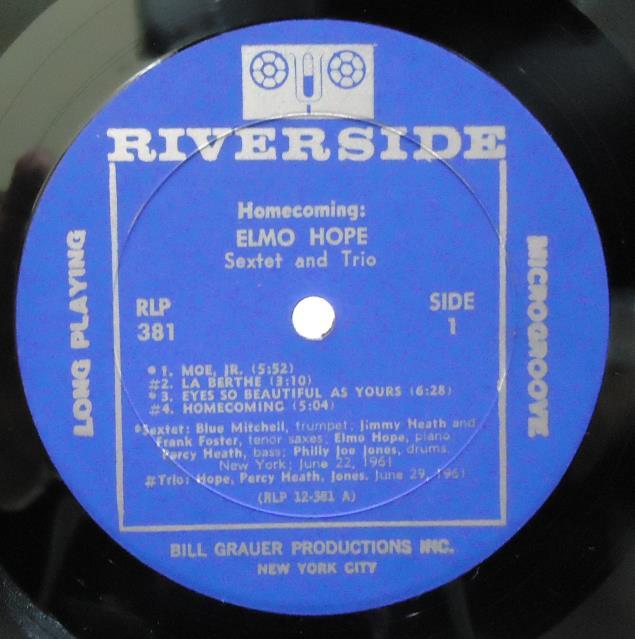 RIVERSIDE
Homecoming:
ELMO HOPE
Sextet and Trio
LONG PLAYING
MICROGROOVE
RLP
381
SIDE
1
*1. MOE, JR. (5:52)
#2. LA BERTHE (3:10)
*3. EYES SO BEAUTIFUL AS YOURS (6:28)
#4. HOMECOMING (5:04)
*Sextet: Blue Mitchell, trumpet; Jimmy Heath and
Frank Foster, tenor saxes; Elmo Hope, piano
Percy Heath, bass; Philly Joe Jones, drums.
New York; June 22, 1961
#Trio: Hope, Percy Heath, Jones. June 29, 1961
(RLP 12-381 A)
BILL GRAUER PRODUCTIONS INC.
NEW YORK CITY